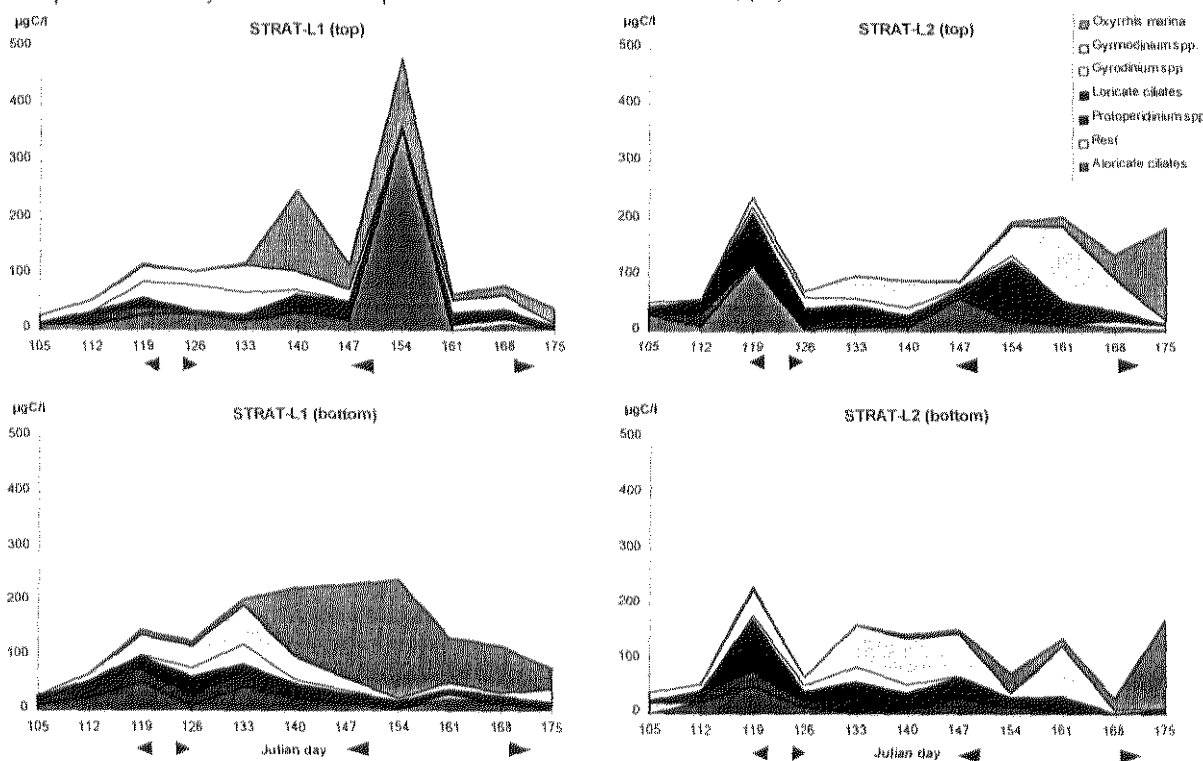 µgC/l
STRAT-L1 (top)
500
400
300
200
100
0
105 112 119 126 133 140 147 154 161 168 175
STRAT-L2 (top)
500
400
300
200
100
0
105 112 119 126 133 140 147 154 161 168 175
Oxyrrhis marina
Gymnodinium spp.
Gyrodinium spp
Loricate ciliates
Protoperidinium spp
Rest
Aloricate ciliates
µgC/l
STRAT-L1 (bottom)
500
400
300
200
100
0
105 112 119 126 133 140 147 154 161 168 175
Julian day
µgC/l
STRAT-L2 (bottom)
500
400
300
200
100
0
105 112 119 126 133 140 147 154 161 168 175
Julian day